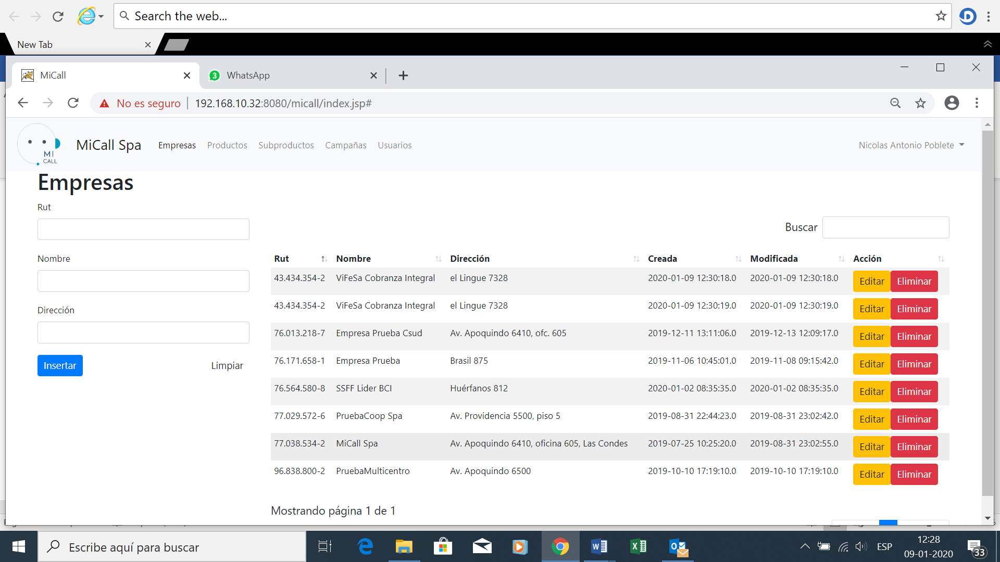 Search the web...
New Tab
MiCall
3 WhatsApp
No es seguro 192.168.10.32:8080/micall/index.jsp#
MI CALL
MiCall Spa Empresas Productos Subproductos Campañas Usuarios Nicolas Antonio Poblete
Empresas
Rut
Buscar
Nombre
Dirección
Insertar Limpiar
Rut Nombre Dirección Creada Modificada Acción
43.434.354-2 ViFeSa Cobranza Integral el Lingue 7328 2020-01-09 12:30:18.0 2020-01-09 12:30:18.0 Editar Eliminar
43.434.354-2 ViFeSa Cobranza Integral el Lingue 7328 2020-01-09 12:30:19.0 2020-01-09 12:30:19.0 Editar Eliminar
76.013.218-7 Empresa Prueba Csud Av. Apoquindo 6410, ofc. 605 2019-12-11 13:11:06.0 2019-12-13 12:09:17.0 Editar Eliminar
76.171.658-1 Empresa Prueba Brasil 875 2019-11-06 10:45:01.0 2019-11-08 09:15:42.0 Editar Eliminar
76.564.580-8 SSFF Lider BCI Huérfanos 812 2020-01-02 08:35:35.0 2020-01-02 08:35:35.0 Editar Eliminar
77.029.572-6 PruebaCoop Spa Av. Providencia 5500, piso 5 2019-08-31 22:44:23.0 2019-08-31 23:02:42.0 Editar Eliminar
77.038.534-2 MiCall Spa Av. Apoquindo 6410, oficina 605, Las Condes 2019-07-25 10:25:20.0 2019-08-31 23:02:55.0 Editar Eliminar
96.838.800-2 PruebaMulticentro Av. Apoquindo 6500 2019-10-10 17:19:10.0 2019-10-10 17:19:10.0 Editar Eliminar
Mostrando página 1 de 1
Escribe aquí para buscar
ESP
12:28
09-01-2020
33